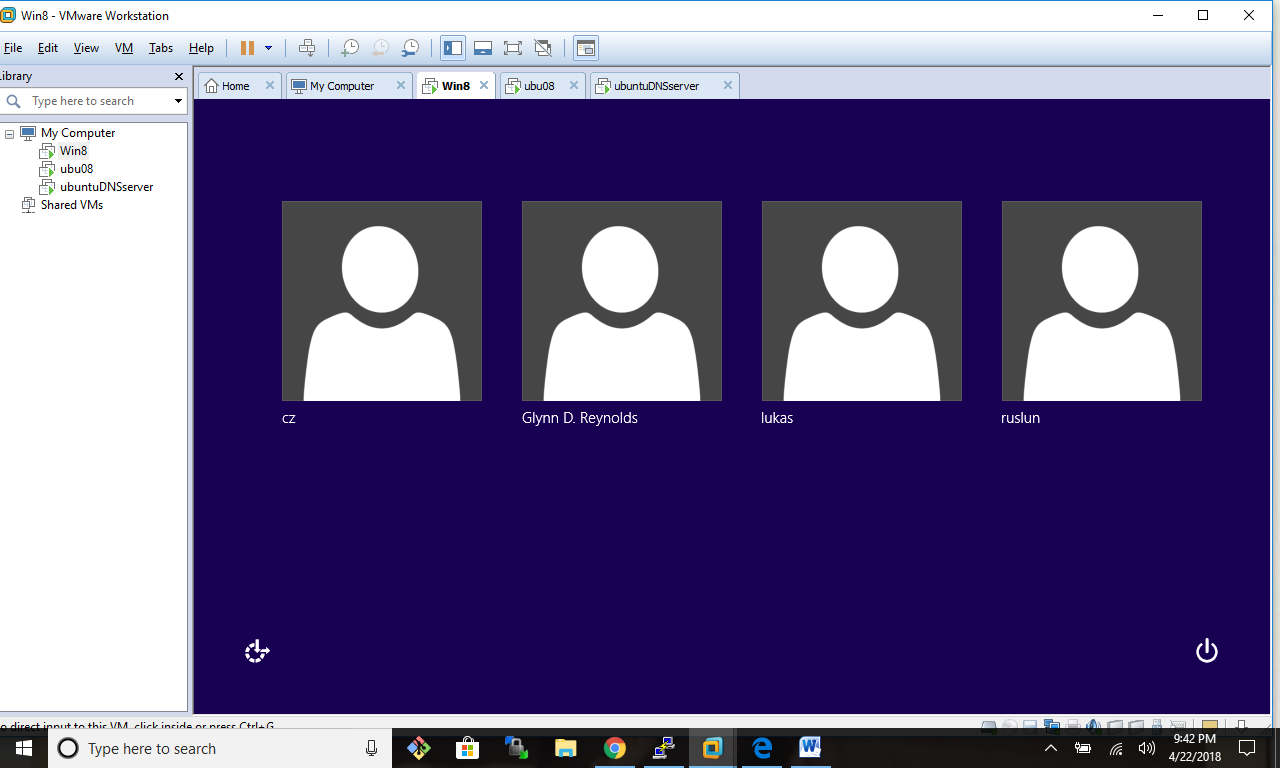 Win8 - VMware Workstation
File Edit View VM Tabs Help
Library
Type here to search
Home My Computer Win8 ubu08 ubuntuDNSserver
My Computer
Win8
ubu08
ubuntuDNSserver
Shared VMs
cz Glynn D. Reynolds lukas ruslun
o direct input to this VM, click inside or press Ctrl+G.
Type here to search
9:42 PM
4/22/2018